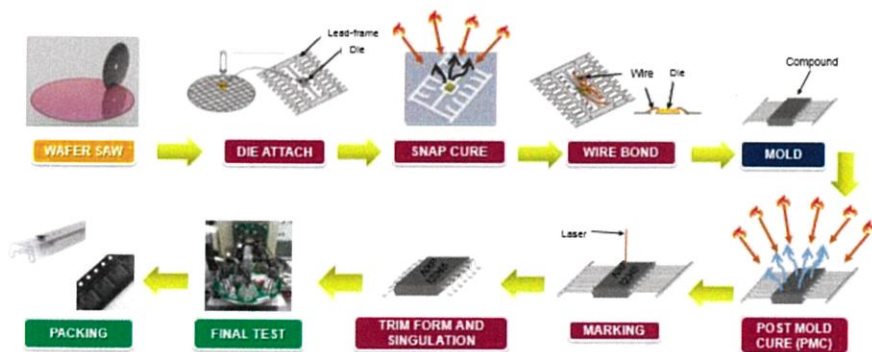 Lead-frame
Die
Wire
Die
Compound
WAFER SAW
DIE ATTACH
SNAP CURE
WIRE BOND
MOLD
Laser
PACKING
FINAL TEST
TRIM FORM AND
SINGULATION
MARKING
POST MOLD
CURE (PMC)